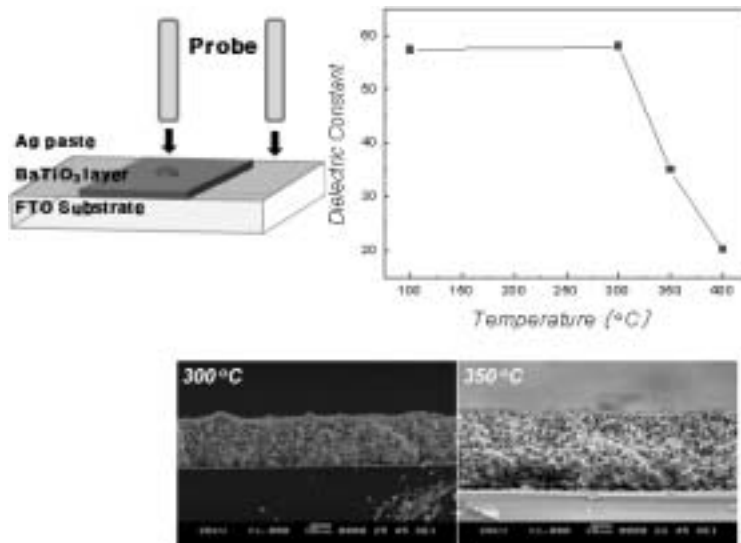 Probe
Ag paste
BaTiO₃ layer
FTO Substrate
Dielectric Constant
60
50
40
30
20
100 150 200 250 300 350 400
Temperature (°C)
300°C
350°C